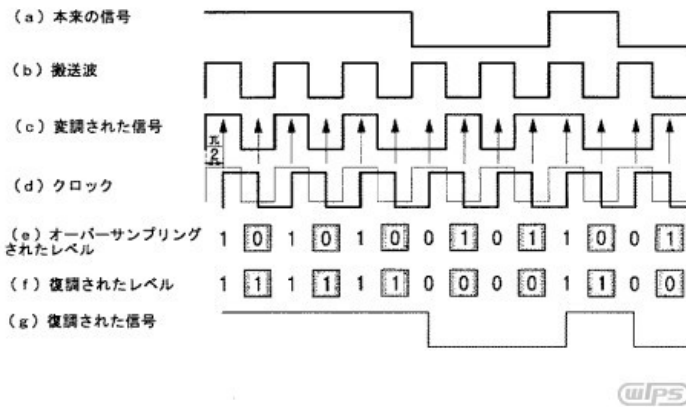 (a) 本来の信号
(b) 搬送波
(c) 変調された信号
π
2
(d) クロック
(e) オーバーサンプリング
されたレベル
1 0 1 0 1 0 0 1 0 1 1 0 0 1
(f) 復調されたレベル
1 1 1 1 1 1 0 0 0 0 1 1 0 0
(g) 復調された信号
wips